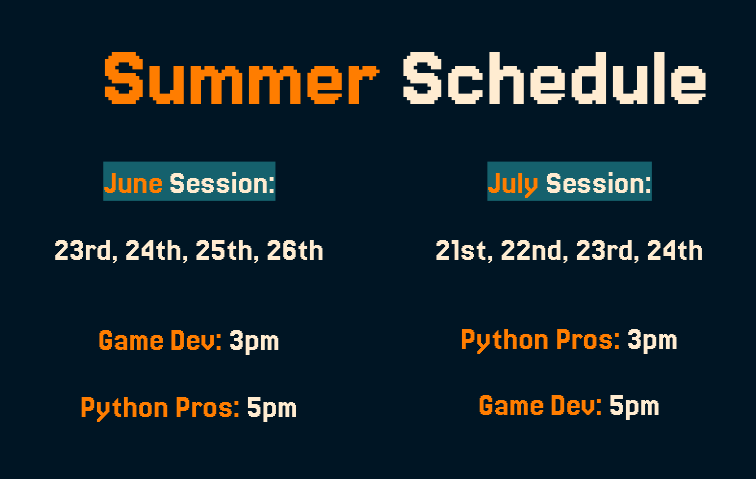 Summer Schedule
June Session:
23rd, 24th, 25th, 26th
Game Dev: 3pm
Python Pros: 5pm
July Session:
21st, 22nd, 23rd, 24th
Python Pros: 3pm
Game Dev: 5pm